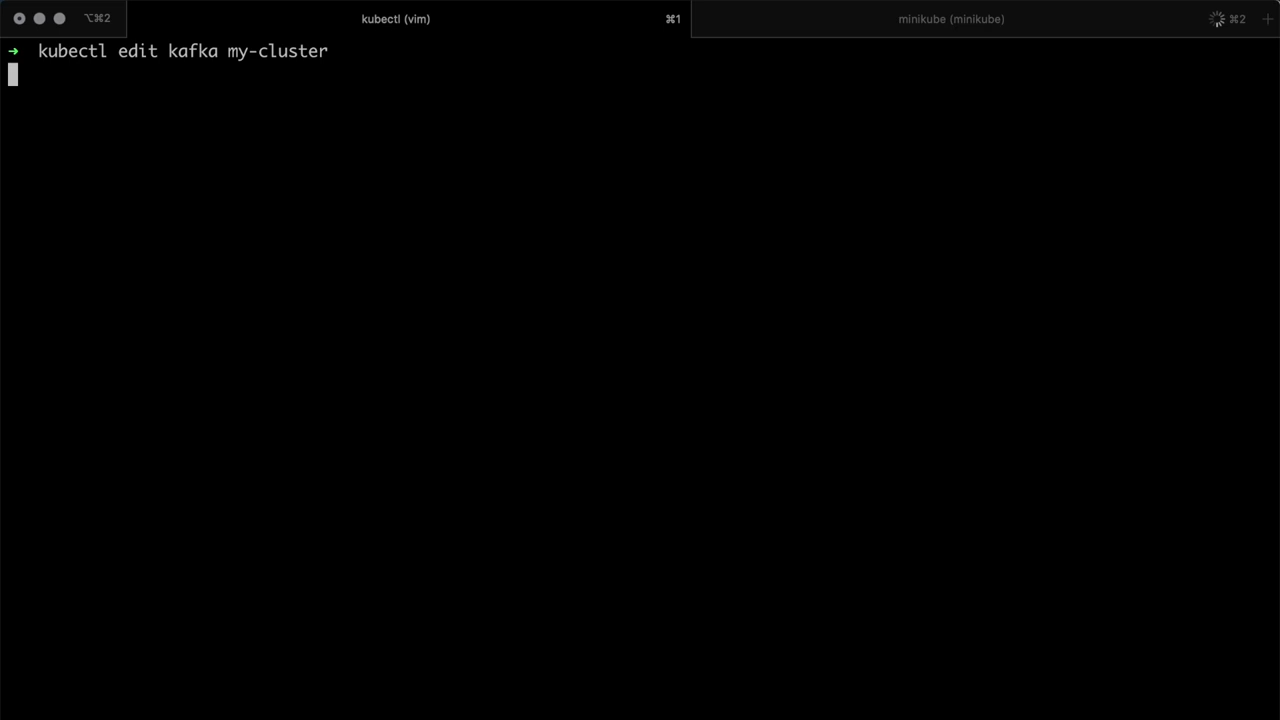 ⌥⌘2 kubectl (vim) ⌘1 minikube (minikube) ⌘2 +
➜ kubectl edit kafka my-cluster